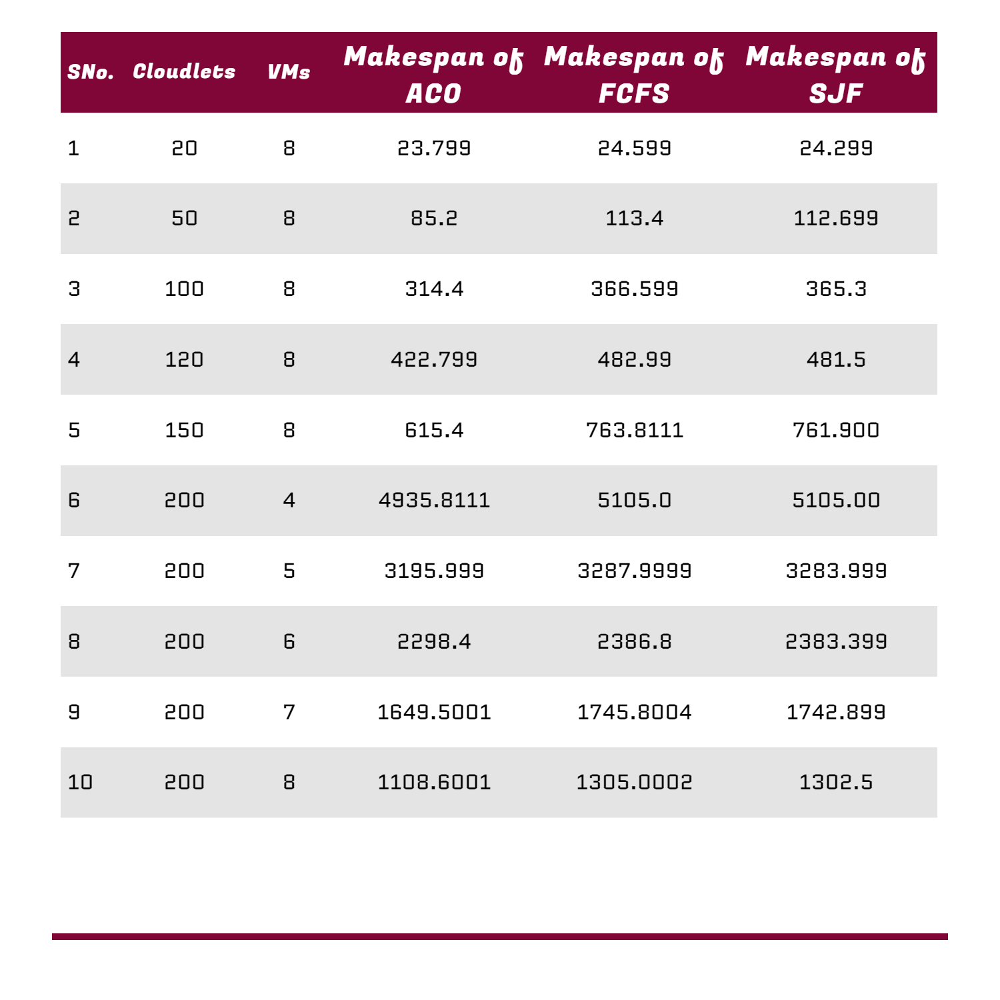 SNo. Cloudlets VMs Makespan of ACO Makespan of FCFS Makespan of SJF
1 20 8 23.799 24.599 24.299
2 50 8 85.2 113.4 112.699
3 100 8 314.4 366.599 365.3
4 120 8 422.799 482.99 481.5
5 150 8 615.4 763.8111 761.900
6 200 4 4935.8111 5105.0 5105.00
7 200 5 3195.999 3287.9999 3283.999
8 200 6 2298.4 2386.8 2383.399
9 200 7 1649.5001 1745.8004 1742.899
10 200 8 1108.6001 1305.0002 1302.5